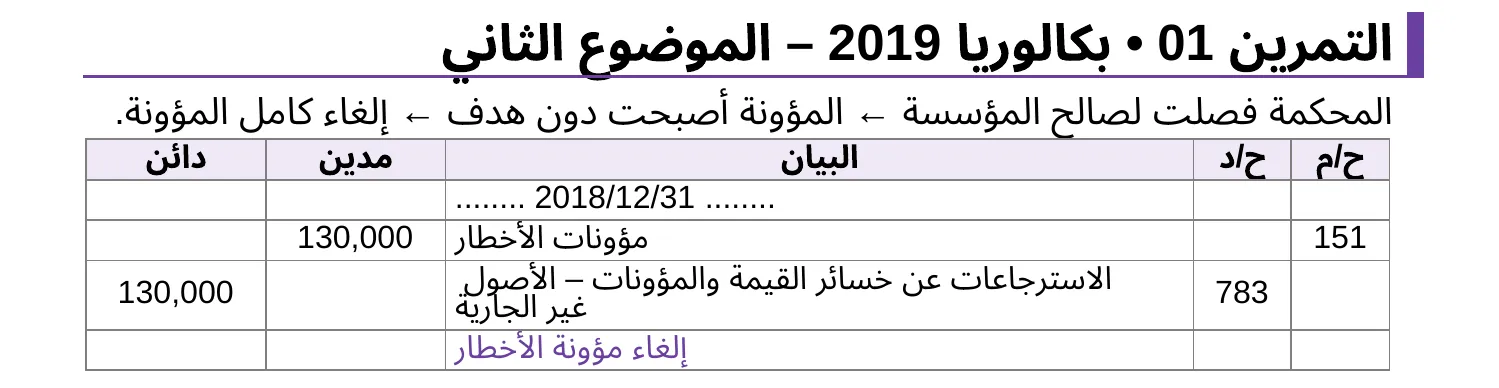 التمرين 01 • بكالوريا 2019 – الموضوع الثاني
المحكمة فصلت لصالح المؤسسة ← المؤونة أصبحت دون هدف ← إلغاء كامل المؤونة.
ح/م ح/د البيان مدين دائن
........ 2018/12/31 ........
151 مؤونات الأخطار 130,000
783 الاسترجاعات عن خسائر القيمة والمؤونات – الأصول 130,000
غير الجارية
إلغاء مؤونة الأخطار